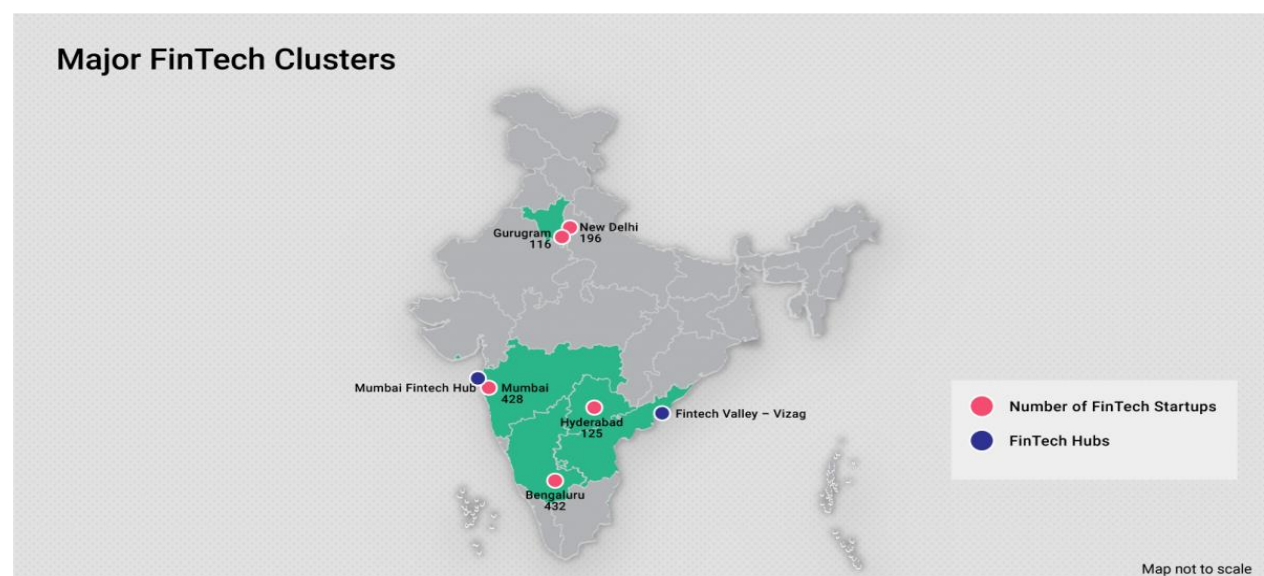 Major FinTech Clusters
New Delhi
196
Gurugram
116
Mumbai Fintech Hub
Mumbai
428
Hyderabad
125
Fintech Valley – Vizag
Bengaluru
432
Number of FinTech Startups
FinTech Hubs
Map not to scale